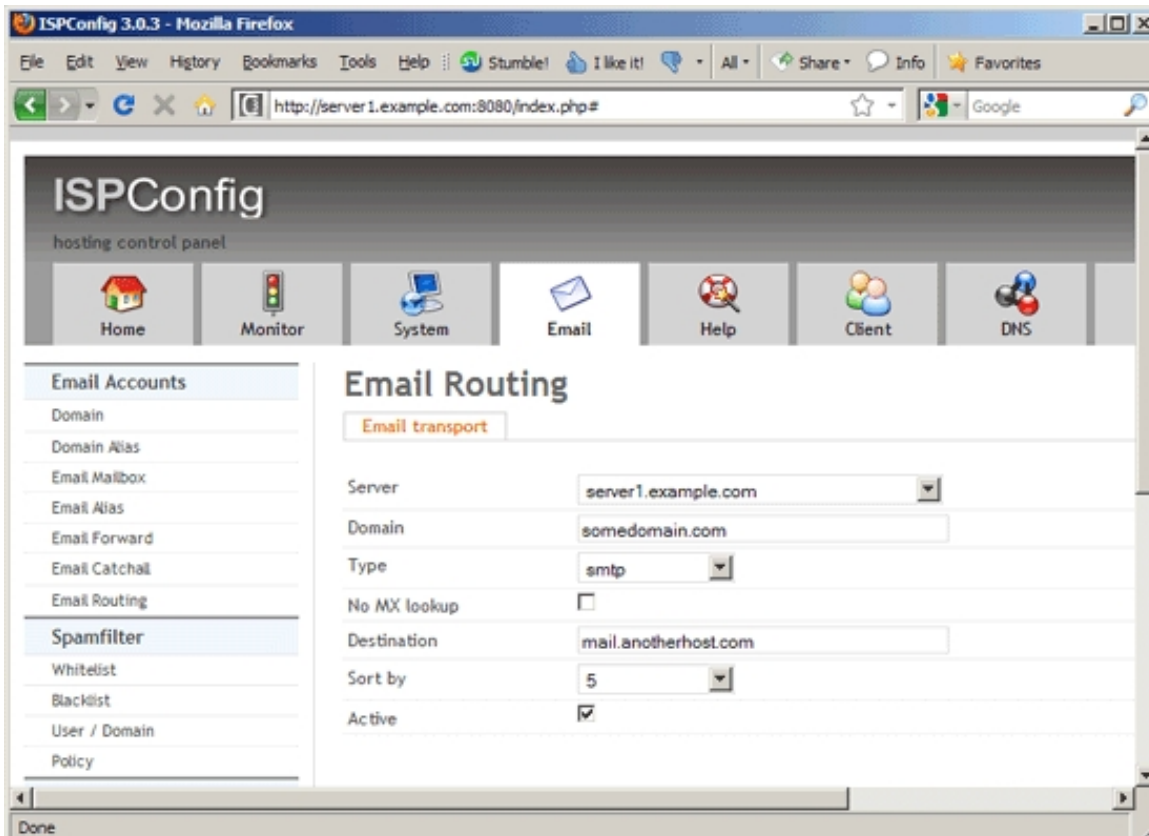 ISPConfig 3.0.3 - Mozilla Firefox
File Edit View History Bookmarks Tools Help Stumble! I like it! All Share Info Favorites
http://server1.example.com:8080/index.php# Google
ISPConfig
hosting control panel
Home Monitor System Email Help Client DNS
Email Accounts
Domain
Domain Alias
Email Mailbox
Email Alias
Email Forward
Email Catchall
Email Routing
Spamfilter
Whitelist
Blacklist
User / Domain
Policy
Email Routing
Email transport
Server server1.example.com
Domain somedomain.com
Type smtp
No MX lookup
Destination mail.anotherhost.com
Sort by 5
Active
Done